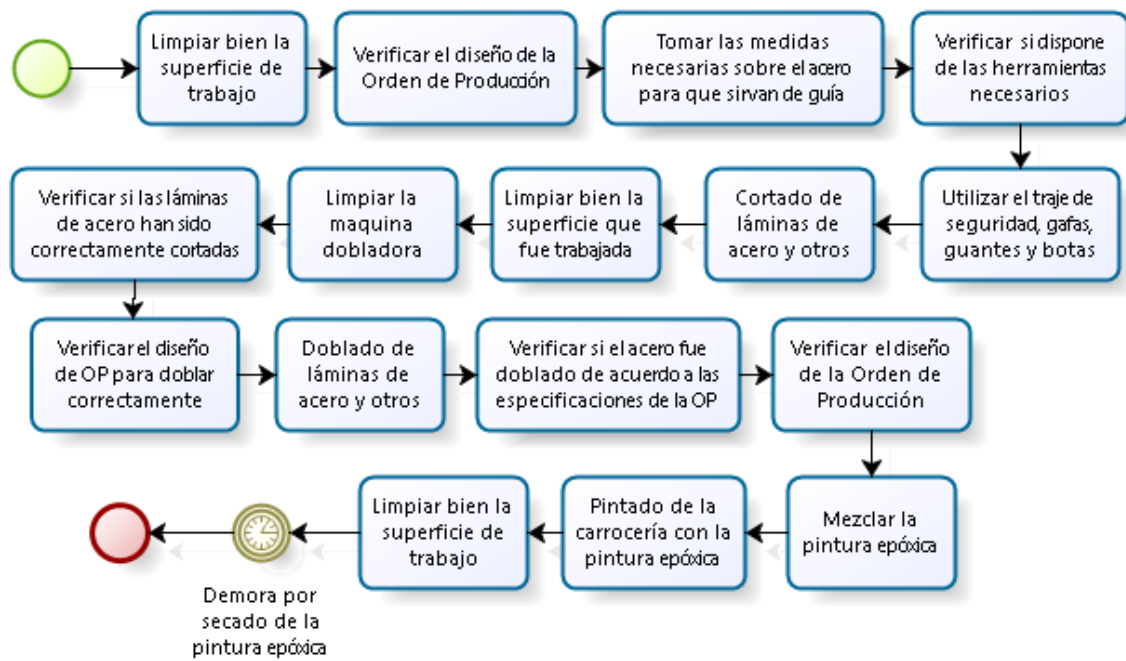 Limpiar bien la
superficie de
trabajo
Verificar el diseño de la
Orden de Producción
Tomar las medidas
necesarias sobre el acero
para que sirvan de guía
Verificar si dispone
de las herramientas
necesarios
Utilizar el traje de
seguridad, gafas,
guantes y botas
Cortado de
láminas de
acero y otros
Limpiar bien la
superficie que
fue trabajada
Limpiar la
maquina
dobladora
Verificar si las láminas
de acero han sido
correctamente cortadas
Verificar el diseño
de OP para doblar
correctamente
Doblado de
láminas de
acero y otros
Verificar si el acero fue
doblado de acuerdo a las
especificaciones de la OP
Verificar el diseño
de la Orden de
Producción
Mezclar la
pintura epóxica
Pintado de la
carrocería con la
pintura epóxica
Limpiar bien la
superficie de
trabajo
Demora por
secado de la
pintura epóxica